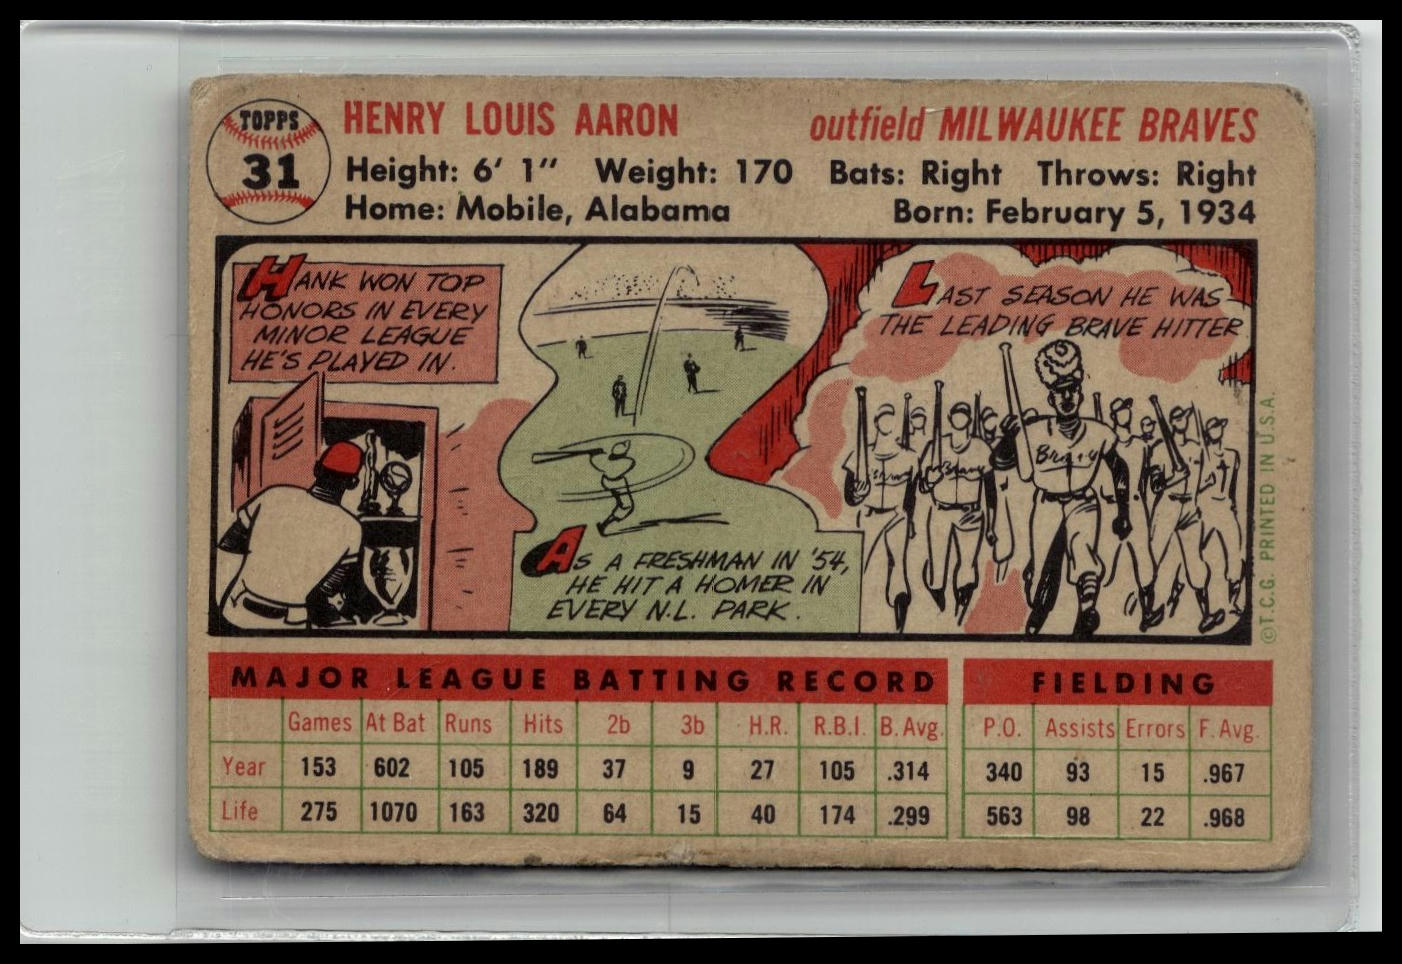 TOPPS
31
HENRY LOUIS AARON outfield MILWAUKEE BRAVES
Height: 6' 1" Weight: 170 Bats: Right Throws: Right
Home: Mobile, Alabama Born: February 5, 1934
HANK WON TOP
HONORS IN EVERY
MINOR LEAGUE
HE'S PLAYED IN.
AS A FRESHMAN IN '54,
HE HIT A HOMER IN
EVERY N.L. PARK.
LAST SEASON HE WAS
THE LEADING BRAVE HITTER
©T.C.G. PRINTED IN U.S.A.
MAJOR LEAGUE BATTING RECORD FIELDING
Games At Bat Runs Hits 2b 3b H.R. R.B.I. B. Avg. P.O. Assists Errors F. Avg.
Year 153 602 105 189 37 9 27 105 .314 340 93 15 .967
Life 275 1070 163 320 64 15 40 174 .299 563 98 22 .968